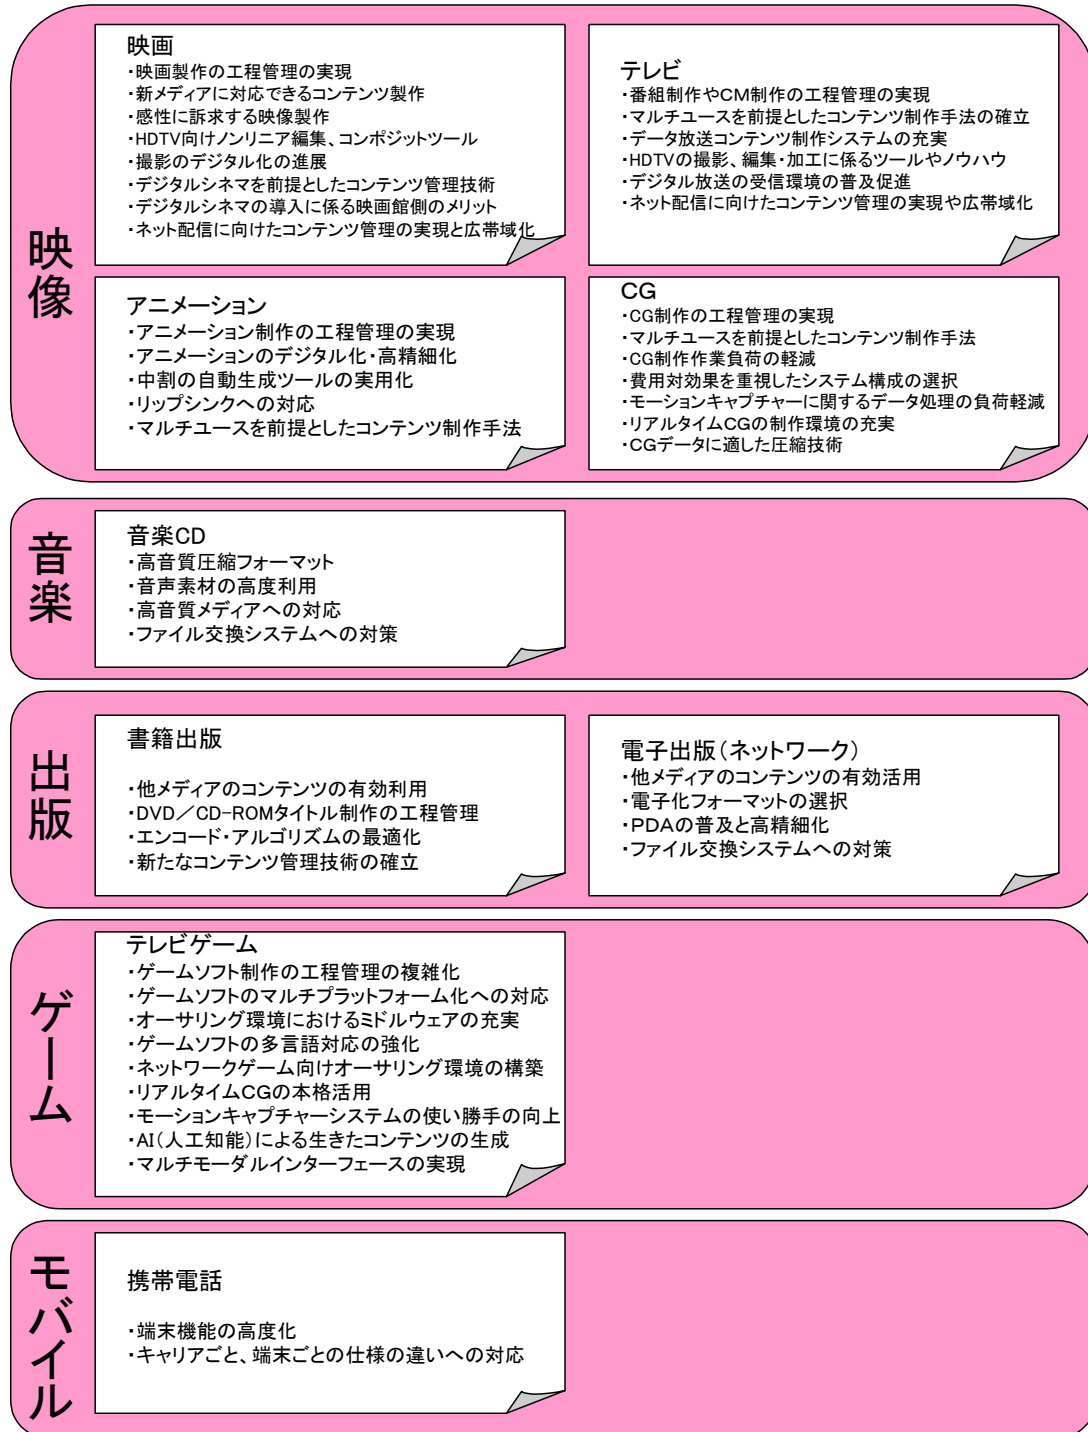 映像
映画
・映画製作の工程管理の実現
・新メディアに対応できるコンテンツ製作
・感性に訴求する映像製作
・HDTV向けノンリニア編集、コンポジットツール
・撮影のデジタル化の進展
・デジタルシネマを前提としたコンテンツ管理技術
・デジタルシネマの導入に係る映画館側のメリット
・ネット配信に向けたコンテンツ管理の実現と広帯域化
テレビ
・番組制作やCM制作の工程管理の実現
・マルチユースを前提としたコンテンツ制作手法の確立
・データ放送コンテンツ制作システムの充実
・HDTVの撮影、編集・加工に係るツールやノウハウ
・デジタル放送の受信環境の普及促進
・ネット配信に向けたコンテンツ管理の実現や広帯域化
アニメーション
・アニメーション制作の工程管理の実現
・アニメーションのデジタル化・高精細化
・中割の自動生成ツールの実用化
・リップシンクへの対応
・マルチユースを前提としたコンテンツ制作手法
CG
・CG制作の工程管理の実現
・マルチユースを前提としたコンテンツ制作手法
・CG制作作業負荷の軽減
・費用対効果を重視したシステム構成の選択
・モーションキャプチャーに関するデータ処理の負荷軽減
・リアルタイムCGの制作環境の充実
・CGデータに適した圧縮技術
音楽
音楽CD
・高音質圧縮フォーマット
・音声素材の高度利用
・高音質メディアへの対応
・ファイル交換システムへの対策
出版
書籍出版
・他メディアのコンテンツの有効利用
・DVD／CD-ROMタイトル制作の工程管理
・エンコード・アルゴリズムの最適化
・新たなコンテンツ管理技術の確立
電子出版（ネットワーク）
・他メディアのコンテンツの有効活用
・電子化フォーマットの選択
・PDAの普及と高精細化
・ファイル交換システムへの対策
ゲーム
テレビゲーム
・ゲームソフト制作の工程管理の複雑化
・ゲームソフトのマルチプラットフォーム化への対応
・オーサリング環境におけるミドルウェアの充実
・ゲームソフトの多言語対応の強化
・ネットワークゲーム向けオーサリング環境の構築
・リアルタイムCGの本格活用
・モーションキャプチャーシステムの使い勝手の向上
・AI（人工知能）による生きたコンテンツの生成
・マルチモーダルインターフェースの実現
モバイル
携帯電話
・端末機能の高度化
・キャリアごと、端末ごとの仕様の違いへの対応